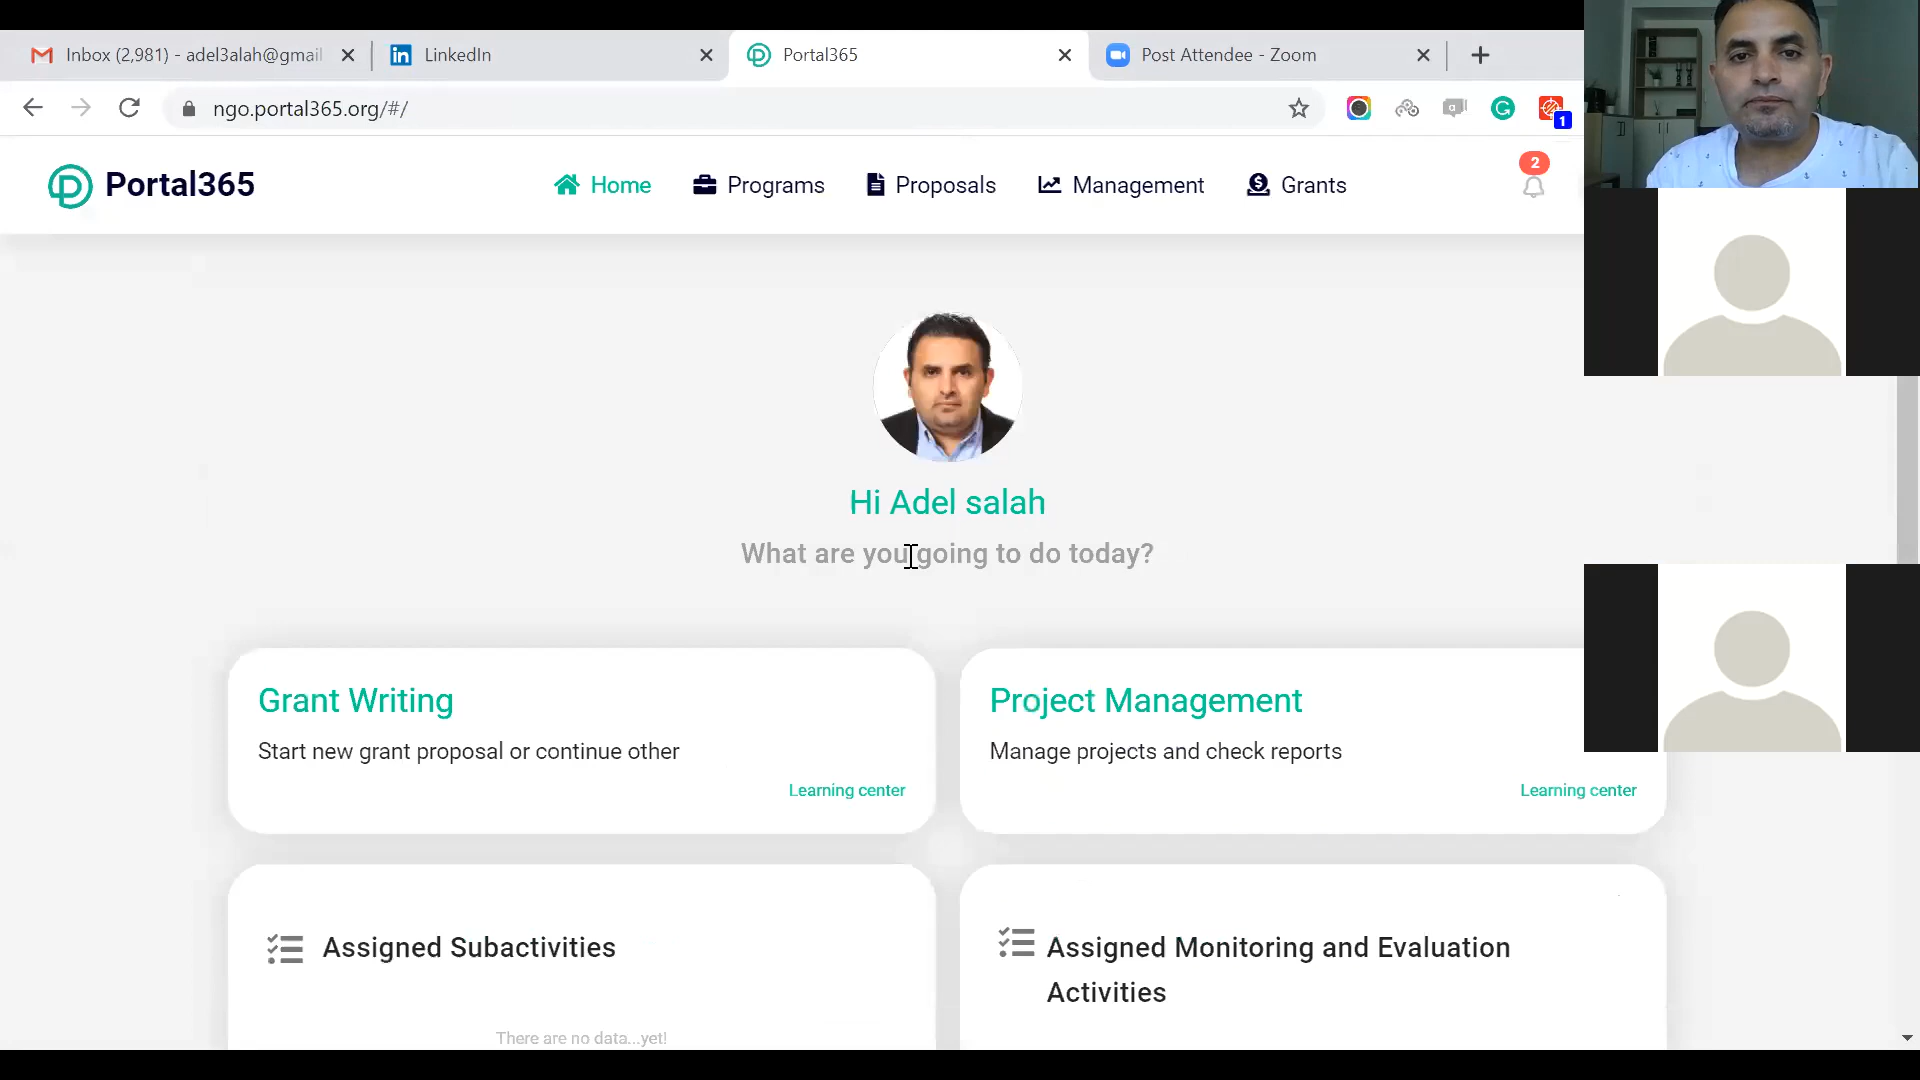 Inbox (2,981) - adel3alah@gmail
LinkedIn
Portal365
Post Attendee - Zoom
ngo.portal365.org/#/
1
Portal365
Home
Programs
Proposals
Management
Grants
2
Hi Adel salah
What are you going to do today?
Grant Writing
Start new grant proposal or continue other
Learning center
Project Management
Manage projects and check reports
Learning center
Assigned Subactivities
There are no data...yet!
Assigned Monitoring and Evaluation
Activities